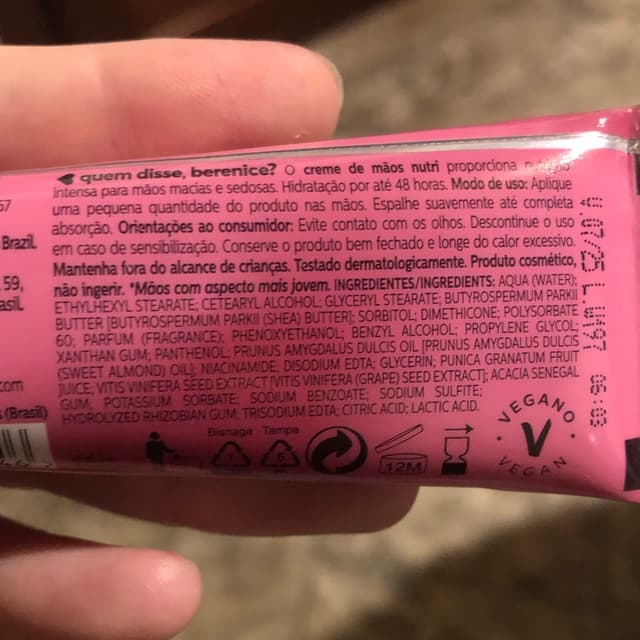 quem disse, berenice? O creme de mãos nutri proporciona
intensa para mãos macias e sedosas. Hidratação por até 48 horas. Modo de uso: Aplique
uma pequena quantidade do produto nas mãos. Espalhe suavemente até completa
absorção. Orientações ao consumidor: Evite contato com os olhos. Descontinue o uso
em caso de sensibilização. Conserve o produto bem fechado e longe do calor excessivo.
Mantenha fora do alcance de crianças. Testado dermatologicamente. Produto cosmético,
não ingerir. *Mãos com aspecto mais jovem. INGREDIENTES/INGREDIENTS: AQUA (WATER);
ETHYLHEXYL STEARATE; CETEARYL ALCOHOL; GLYCERYL STEARATE; BUTYROSPERMUM PARKII
BUTTER [BUTYROSPERMUM PARKII (SHEA) BUTTER]; SORBITOL; DIMETHICONE; POLYSORBATE
60; PARFUM (FRAGRANCE); PHENOXYETHANOL; BENZYL ALCOHOL; PROPYLENE GLYCOL;
XANTHAN GUM; PANTHENOL; PRUNUS AMYGDALUS DULCIS OIL [PRUNUS AMYGDALUS DULCIS
(SWEET ALMOND) OIL]; NIACINAMIDE; DISODIUM EDTA; GLYCERIN; PUNICA GRANATUM FRUIT
JUICE; VITIS VINIFERA SEED EXTRACT [VITIS VINIFERA (GRAPE) SEED EXTRACT]; ACACIA SENEGAL
GUM; POTASSIUM SORBATE; SODIUM BENZOATE; SODIUM SULFITE;
HYDROLYZED RHIZOBIAN GUM; TRISODIUM EDTA; CITRIC ACID; LACTIC ACID.
57
Brazil.
59,
asil.
com
(Brasil)
Bisnaga Tampa
1 5
12M
VEGANO
V
VEGAN